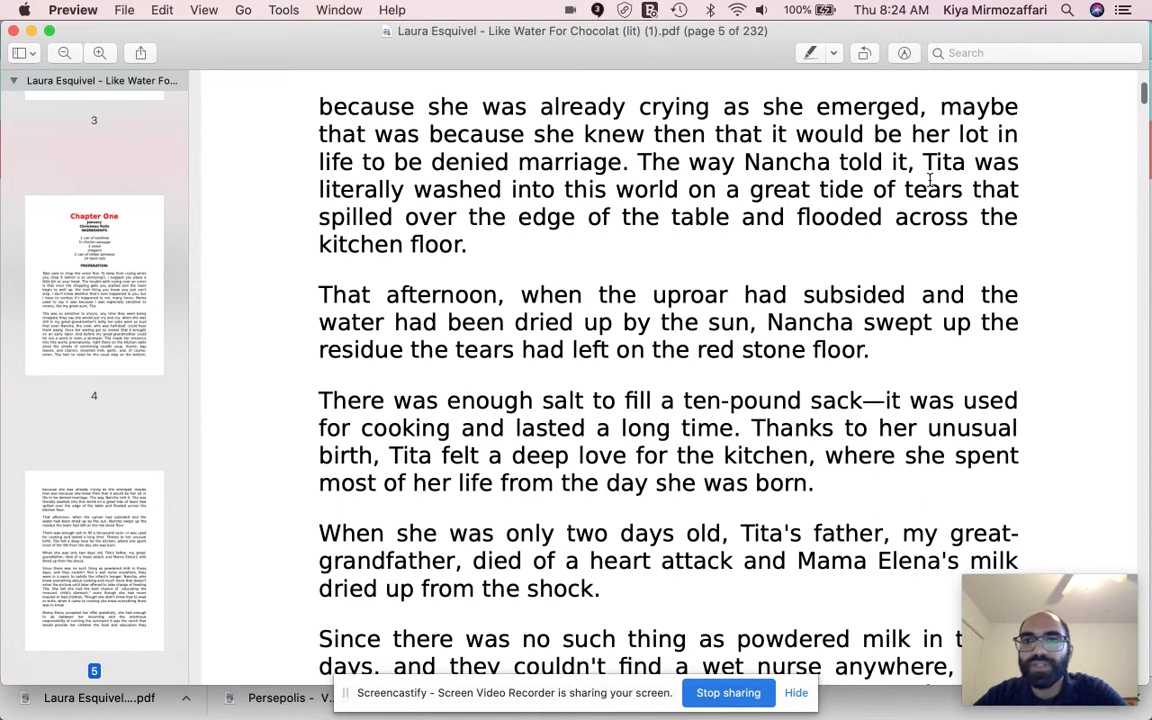 Preview File Edit View Go Tools Window Help 3 100% Thu 8:24 AM Kiya Mirmozaffari
Laura Esquivel - Like Water For Chocolat (lit) (1).pdf (page 5 of 232)
Search
Laura Esquivel - Like Water Fo...
3
Chapter One
January
Christmas Rolls
INGREDIENTS
PREPARATION:
4
5
because she was already crying as she emerged, maybe
that was because she knew then that it would be her lot in
life to be denied marriage. The way Nancha told it, Tita was
literally washed into this world on a great tide of tears that
spilled over the edge of the table and flooded across the
kitchen floor.
That afternoon, when the uproar had subsided and the
water had been dried up by the sun, Nancha swept up the
residue the tears had left on the red stone floor.
There was enough salt to fill a ten-pound sack—it was used
for cooking and lasted a long time. Thanks to her unusual
birth, Tita felt a deep love for the kitchen, where she spent
most of her life from the day she was born.
When she was only two days old, Tita's father, my great-
grandfather, died of a heart attack and Mama Elena's milk
dried up from the shock.
Since there was no such thing as powdered milk in
days, and they couldn't find a wet nurse anywhere,
Laura Esquivel....pdf
Persepolis - V...
Screencastify - Screen Video Recorder is sharing your screen. Stop sharing Hide